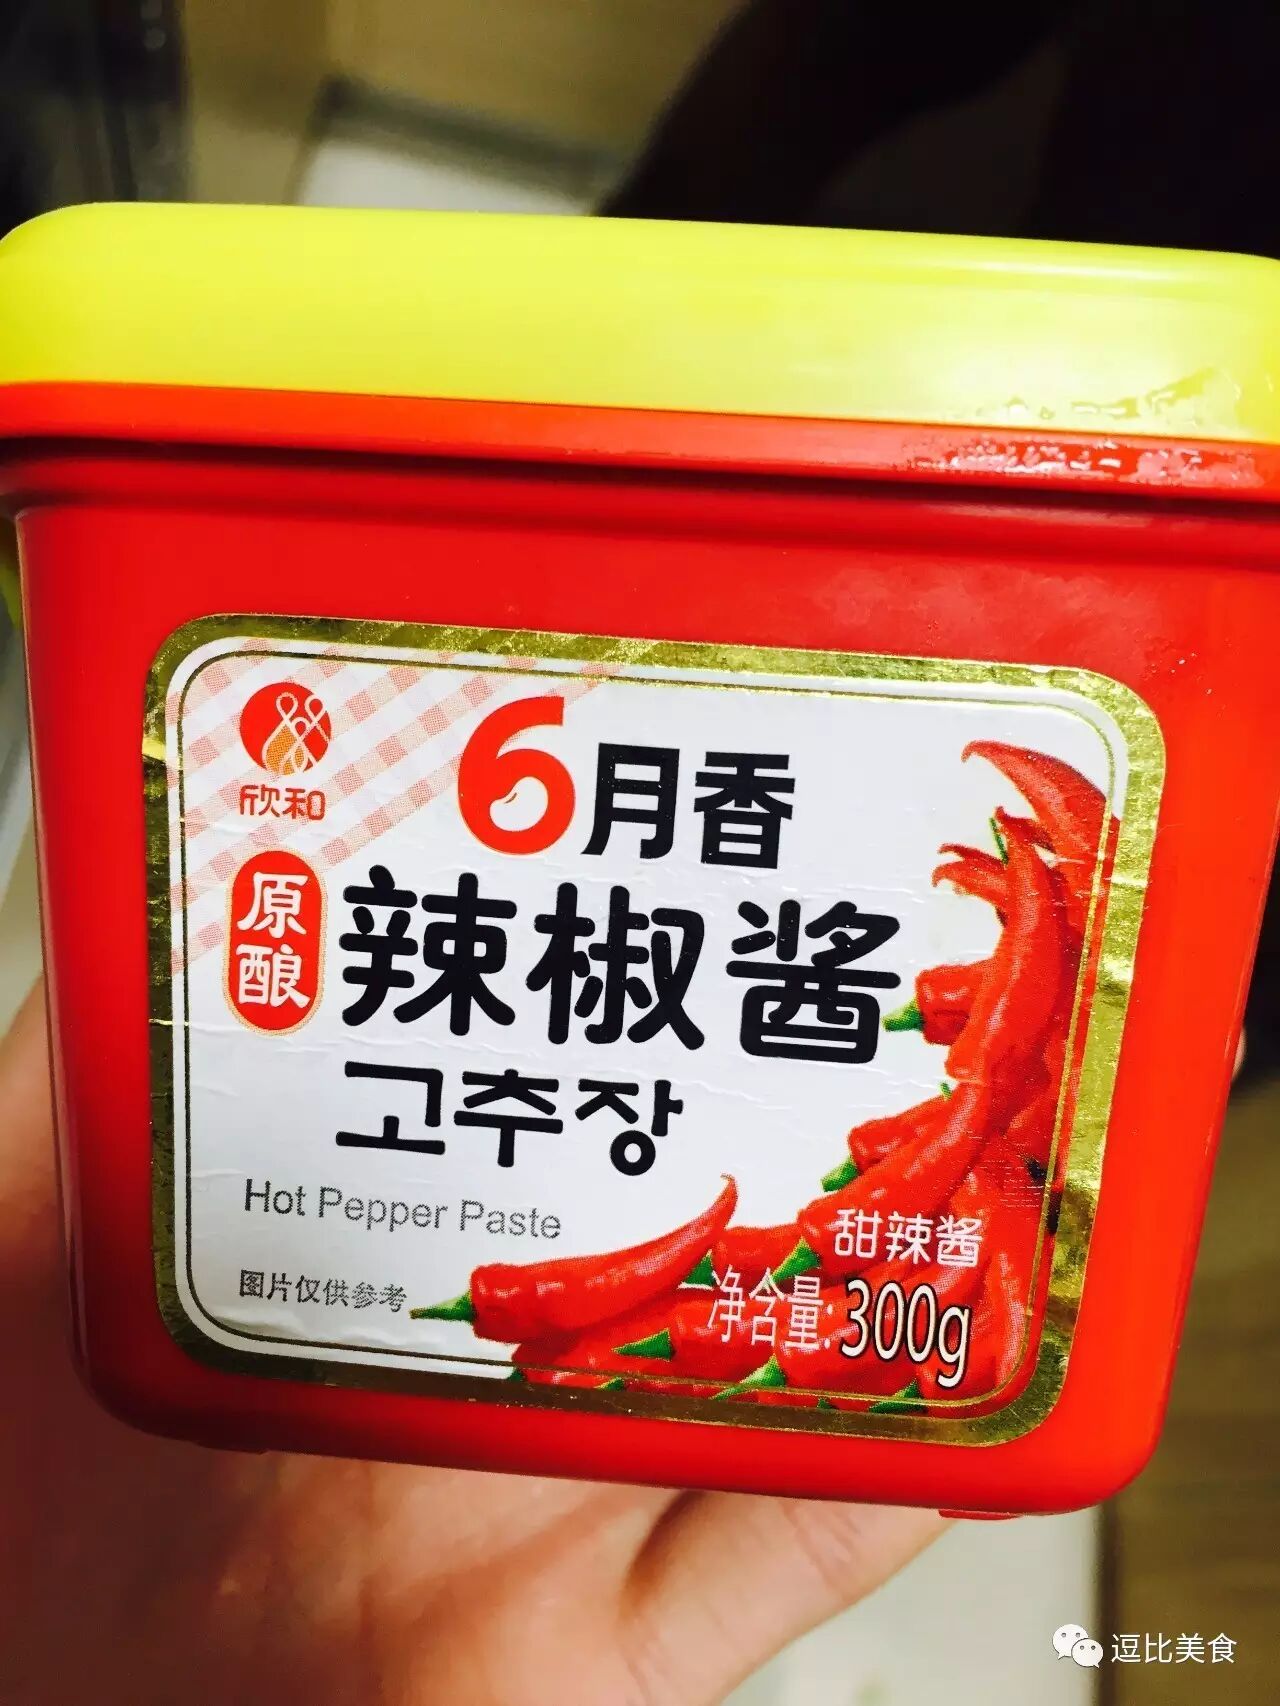 欣和
6月香
原酿
辣椒酱
고추장
Hot Pepper Paste
甜辣酱
图片仅供参考
净含量:300g
逗比美食